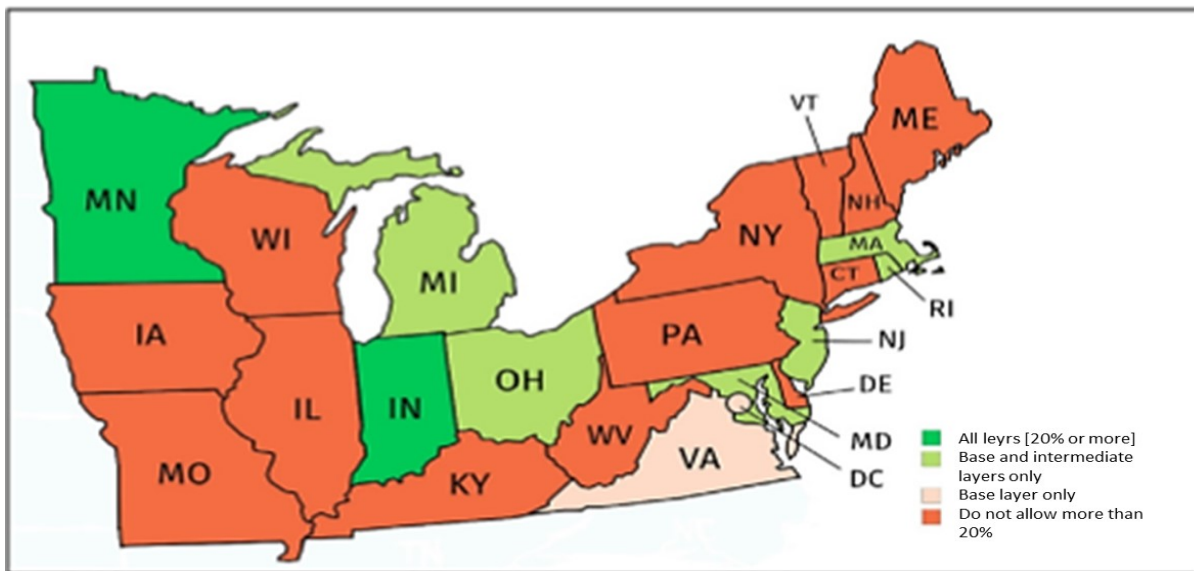 VT
ME
MN
NH
WI
NY
MA
CT
MI
RI
IA
PA
NJ
OH
DE
IL
IN
WV
MD
VA
MO
KY
DC
All leyrs [20% or more]
Base and intermediate
layers only
Base layer only
Do not allow more than
20%